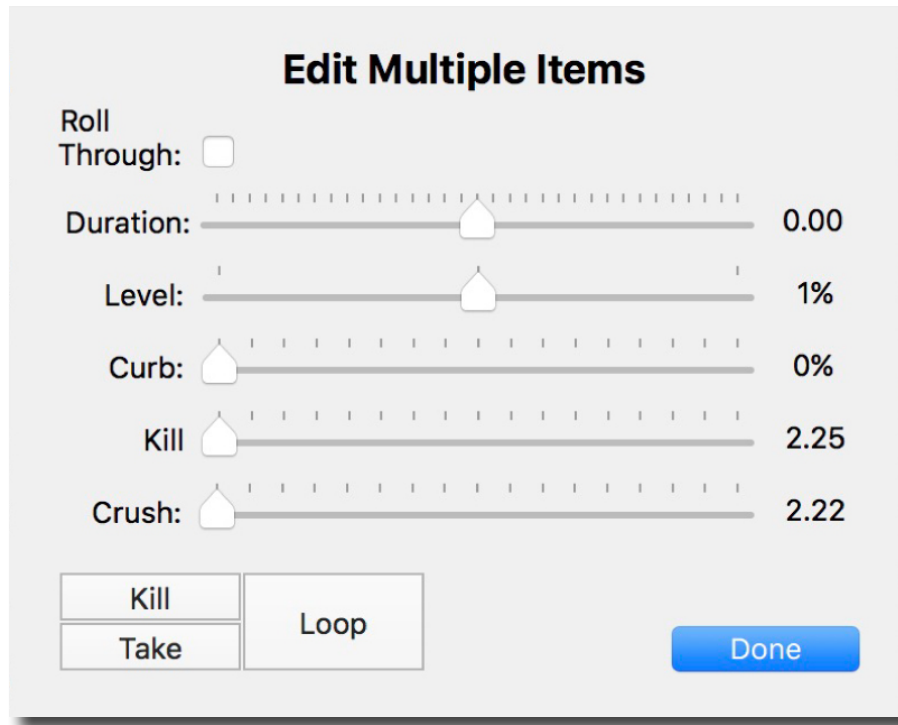 Edit Multiple Items
Roll
Through:
Duration: 0.00
Level: 1%
Curb: 0%
Kill 2.25
Crush: 2.22
Kill
Take
Loop
Done